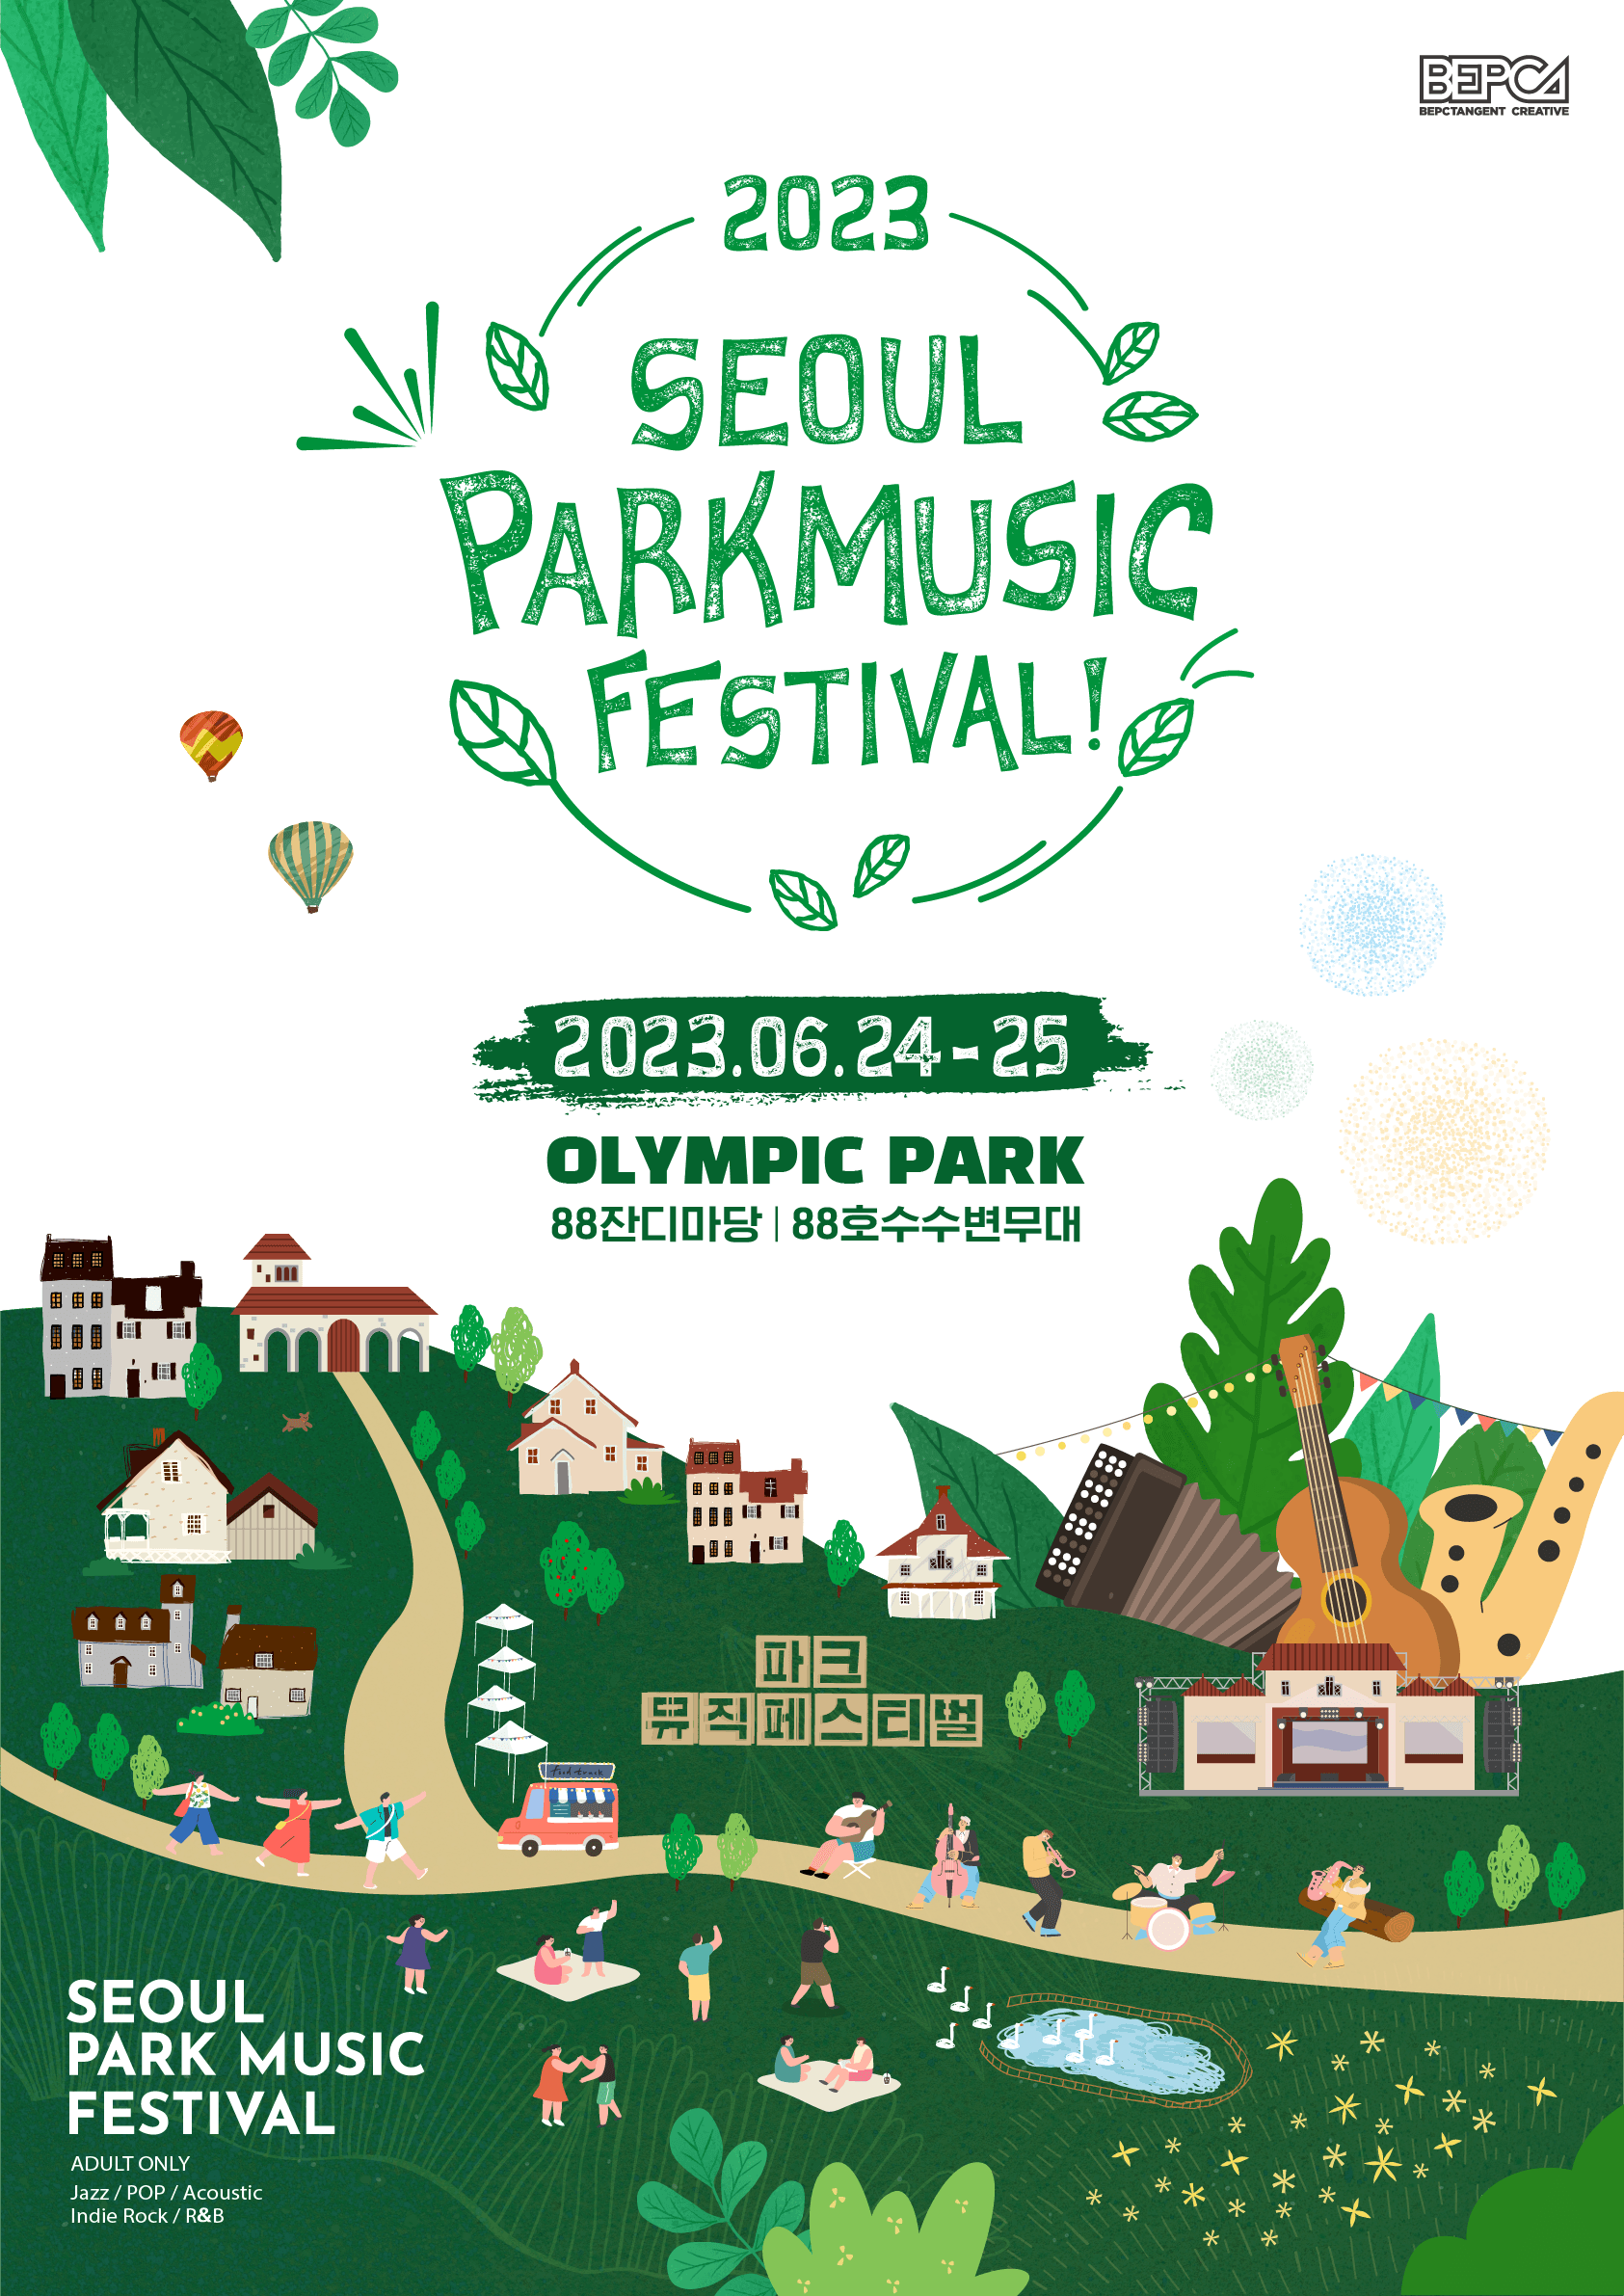 BEPCA
BEPCTANGENT CREATIVE
2023
SEOUL
PARKMUSIC
FESTIVAL!
2023.06.24-25
OLYMPIC PARK
88잔디마당 | 88호수수변무대
파크
뮤직페스티벌
food truck
SEOUL
PARK MUSIC
FESTIVAL
ADULT ONLY
Jazz / POP / Acoustic
Indie Rock / R&B